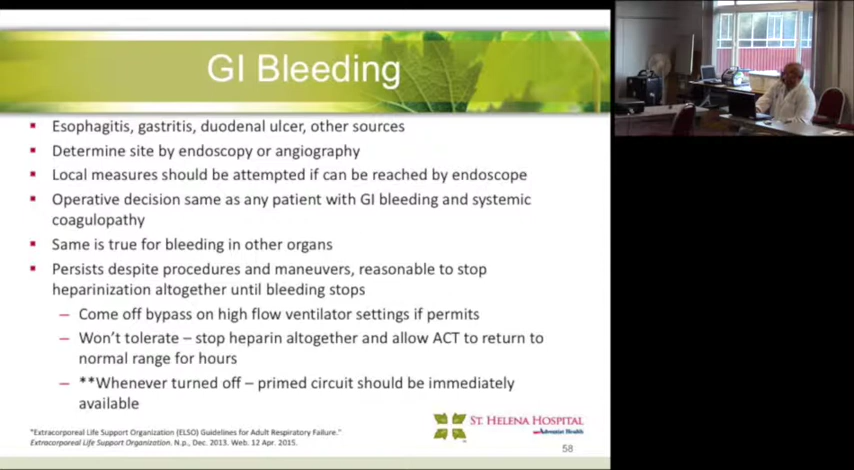 GI Bleeding
Esophagitis, gastritis, duodenal ulcer, other sources
Determine site by endoscopy or angiography
Local measures should be attempted if can be reached by endoscope
Operative decision same as any patient with GI bleeding and systemic
coagulopathy
Same is true for bleeding in other organs
Persists despite procedures and maneuvers, reasonable to stop
heparinization altogether until bleeding stops
– Come off bypass on high flow ventilator settings if permits
– Won't tolerate – stop heparin altogether and allow ACT to return to
normal range for hours
– **Whenever turned off – primed circuit should be immediately
available
"Extracorporeal Life Support Organization (ELSO) Guidelines for Adult Respiratory Failure."
Extracorporeal Life Support Organization. N.p., Dec. 2013. Web. 12 Apr. 2015.
ST. HELENA HOSPITAL
Adventist Health
58